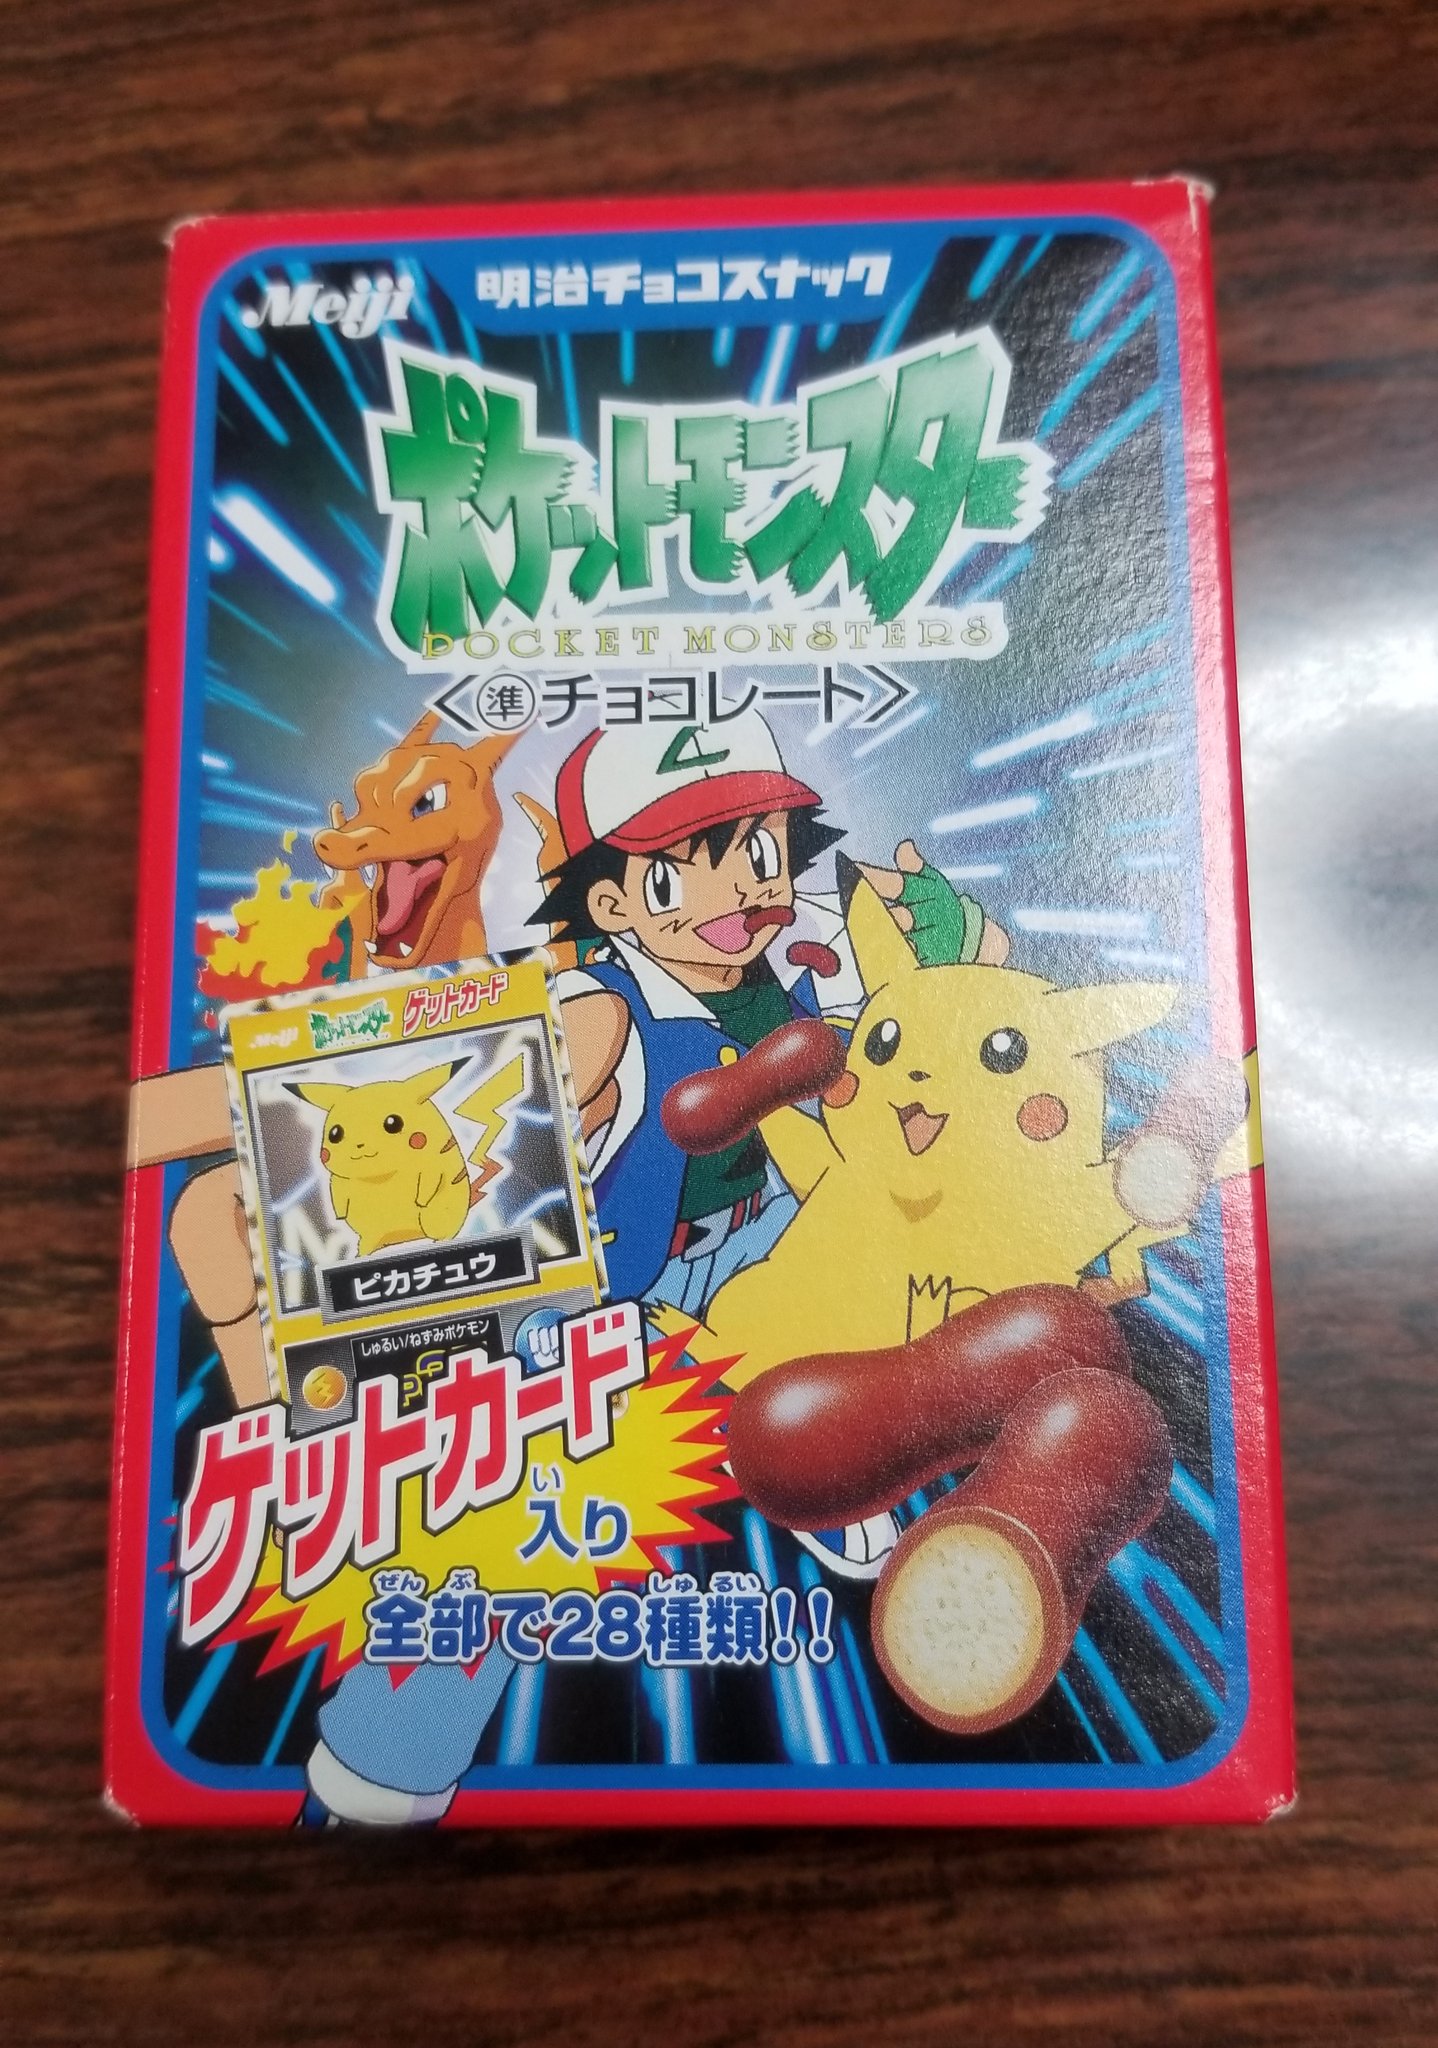 Meiji
明治チョコスナック
ポケットモンスター
POCKET MONSTERS
<準チョコレート>
Meiji ポケットモンスター ゲットカード
ピカチュウ
しゅるい/ねずみポケモン
ゲットカード
い
入り
ぜんぶ しゅるい
全部で28種類!!